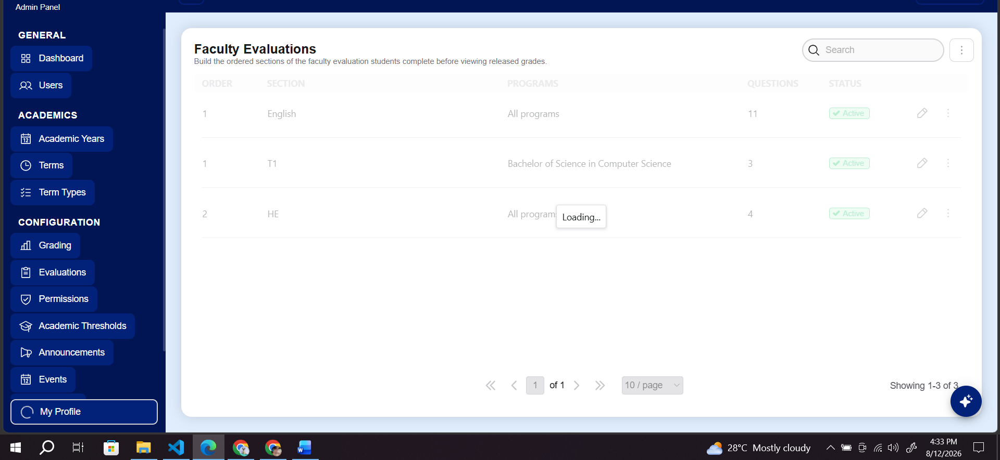 Admin Panel
GENERAL
Dashboard
Users
ACADEMICS
Academic Years
Terms
Term Types
CONFIGURATION
Grading
Evaluations
Permissions
Academic Thresholds
Announcements
Events
My Profile
Faculty Evaluations
Build the ordered sections of the faculty evaluation students complete before viewing released grades.
Search
ORDER SECTION PROGRAMS QUESTIONS STATUS
1 English All programs 11 Active
1 T1 Bachelor of Science in Computer Science 3 Active
2 HE All program 4 Active
Loading...
1 of 1 10 / page
Showing 1-3 of 3
28°C Mostly cloudy
4:33 PM
8/12/2026